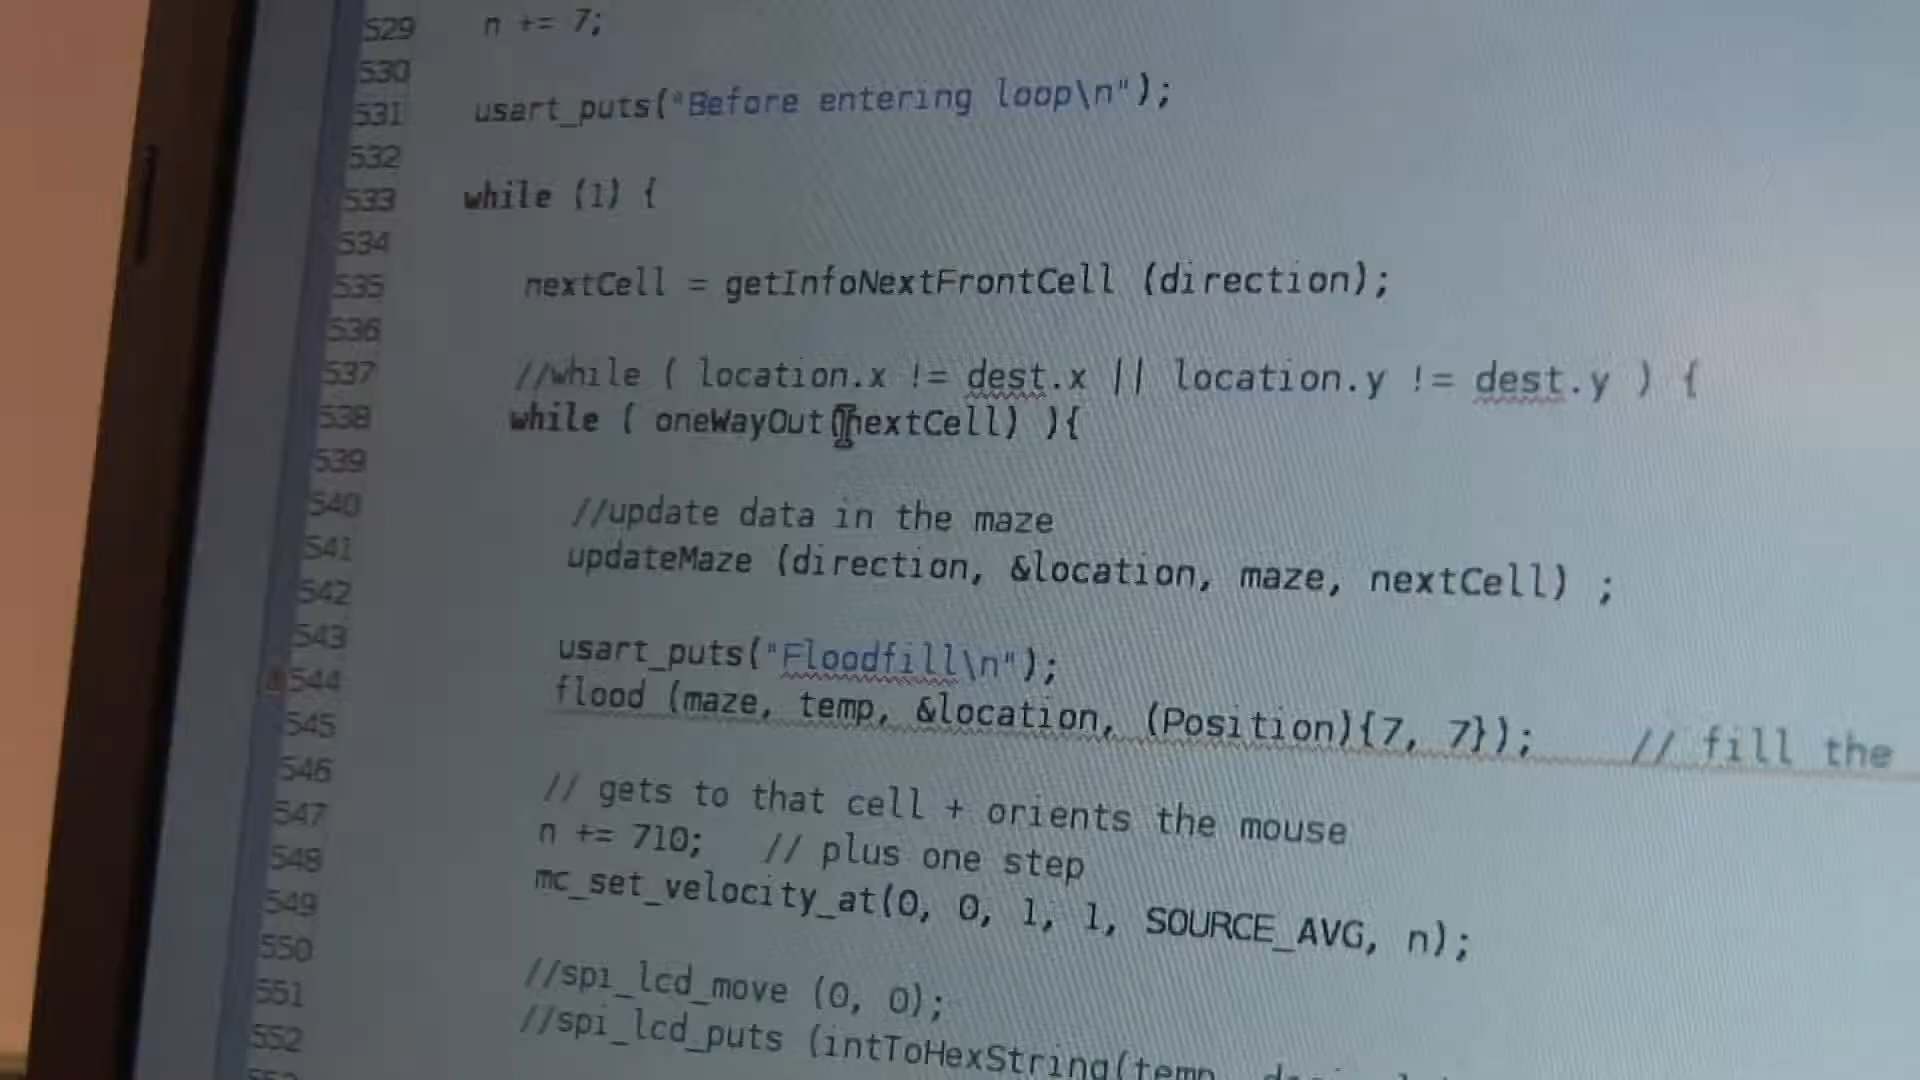 529 n += 7;
530
531 usart_puts("Before entering loop\n");
532
533 while (1) {
534
535 nextCell = getInfoNextFrontCell (direction);
536
537 //while ( location.x != dest.x || location.y != dest.y ) {
538 while ( oneWayOut(nextCell) ){
539
540 //update data in the maze
541 updateMaze (direction, &location, maze, nextCell) ;
542
543 usart_puts("Floodfill\n");
544 flood (maze, temp, &location, (Position){7, 7}); // fill the
545
546 // gets to that cell + orients the mouse
547 n += 710; // plus one step
548 mc_set_velocity_at(0, 0, 1, 1, SOURCE_AVG, n);
549
550 //spi_lcd_move (0, 0);
551 //spi_lcd_puts (intToHexString(temp
552